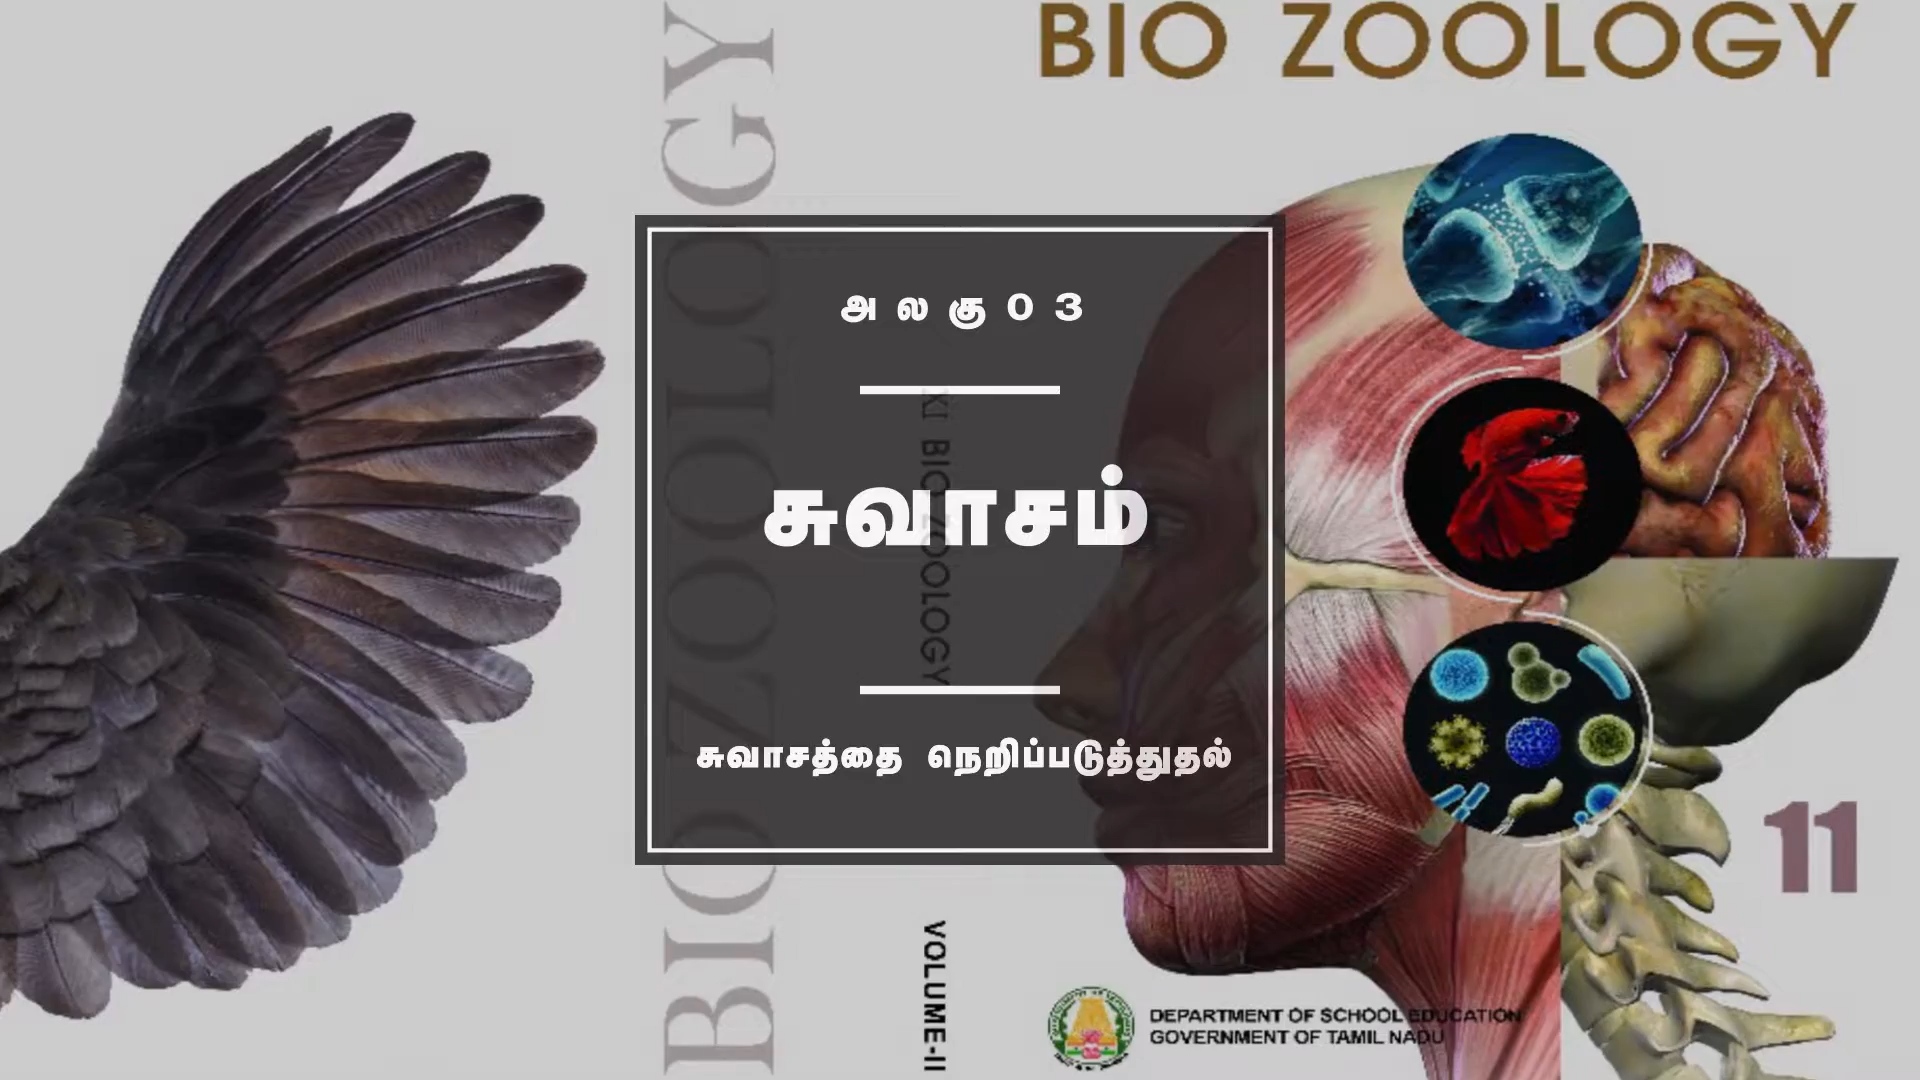 BIO ZOOLOGY
BIO ZOOLOGY
அலகு03
XI BIO ZOOLOGY
சுவாசம்
சுவாசத்தை நெறிப்படுத்துதல்
11
VOLUME-II
DEPARTMENT OF SCHOOL EDUCATION
GOVERNMENT OF TAMIL NADU